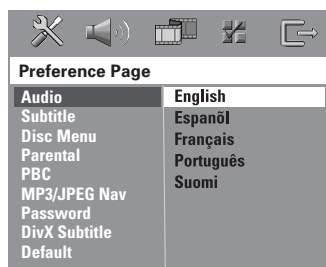 Preference Page
Audio
Subtitle
Disc Menu
Parental
PBC
MP3/JPEG Nav
Password
DivX Subtitle
Default
English
Espanõl
Français
Português
Suomi